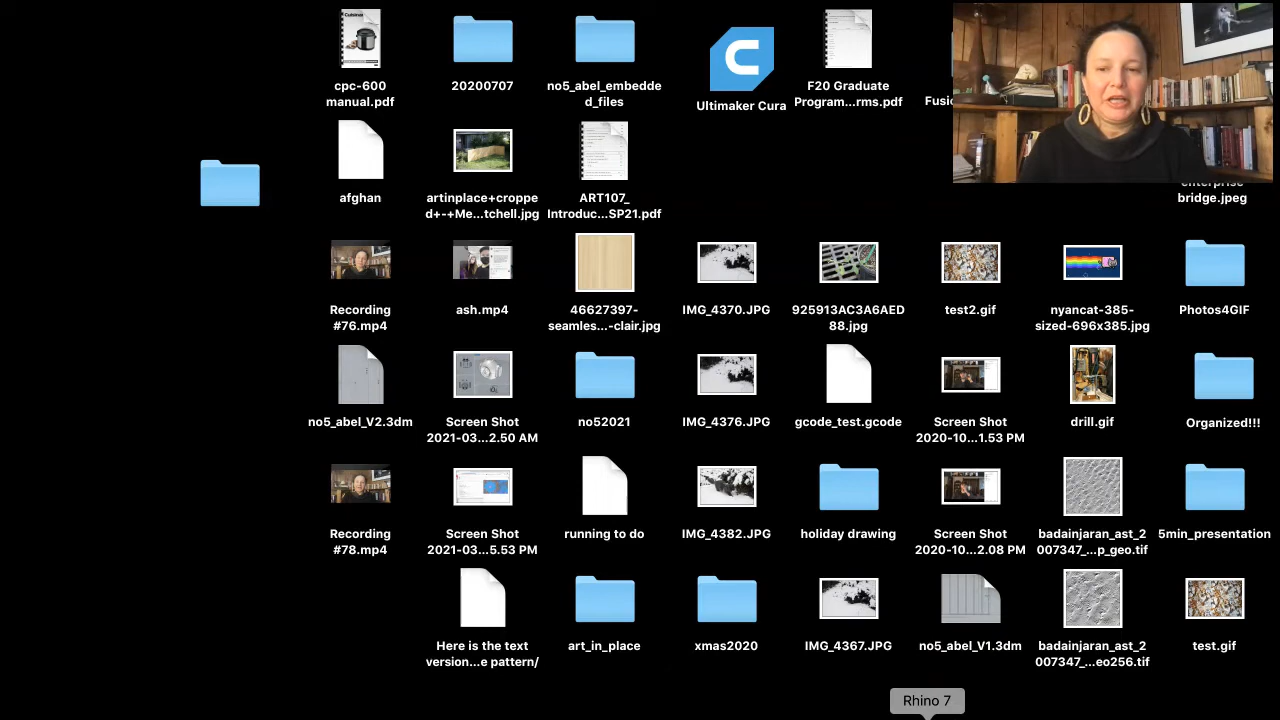 Cuisinart
cpc-600
manual.pdf
20200707
no5_abel_embedde
d_files
Ultimaker Cura
F20 Graduate
Program...rms.pdf
Fusi
afghan
artinplace+croppe
d+-+Me...tchell.jpg
ART107_
Introduc...SP21.pdf
enterprise
bridge.jpeg
Recording
#76.mp4
ash.mp4
46627397-
seamles...-clair.jpg
IMG_4370.JPG
925913AC3A6AED
88.jpg
test2.gif
nyancat-385-
sized-696x385.jpg
Photos4GIF
no5_abel_V2.3dm
Screen Shot
2021-03...2.50 AM
no52021
IMG_4376.JPG
gcode_test.gcode
Screen Shot
2020-10...1.53 PM
drill.gif
Organized!!!
Recording
#78.mp4
Screen Shot
2021-03...5.53 PM
running to do
IMG_4382.JPG
holiday drawing
Screen Shot
2020-10...2.08 PM
badainjaran_ast_2
007347_...p_geo.tif
5min_presentation
Here is the text
version...e pattern/
art_in_place
xmas2020
IMG_4367.JPG
no5_abel_V1.3dm
badainjaran_ast_2
007347_...eo256.tif
test.gif
Rhino 7